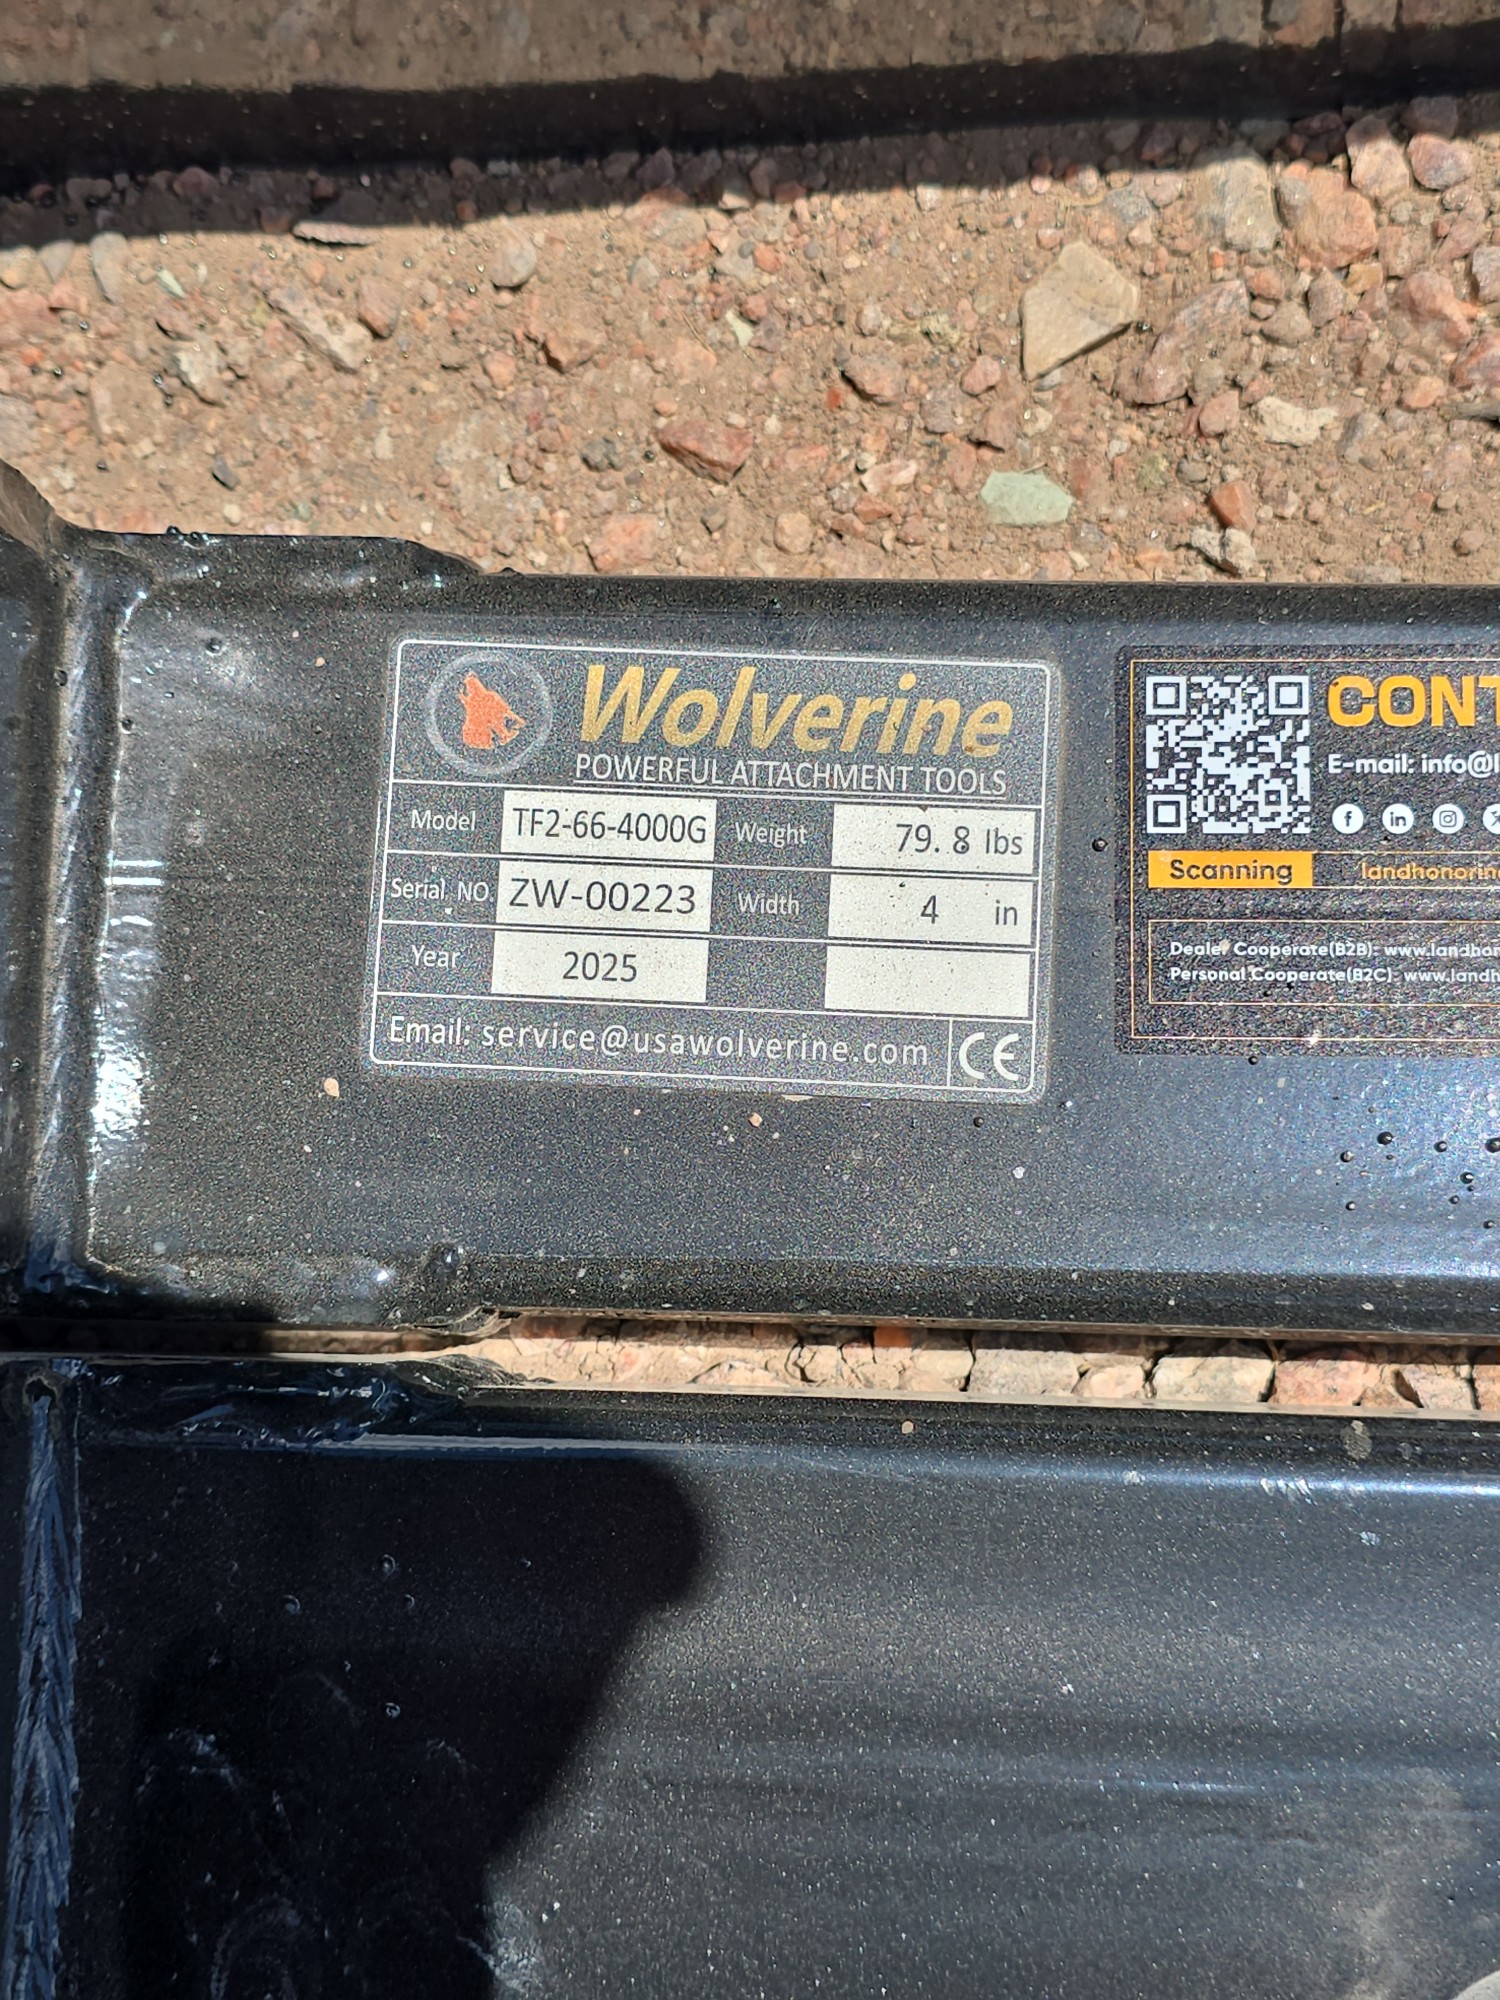 Wolverine
POWERFUL ATTACHMENT TOOLS
Model TF2-66-4000G Weight 79.8 lbs
Serial NO ZW-00223 Width 4 in
Year 2025
Email: service@usawolverine.com CE
CONT
E-mail: info@l
Scanning landhonorin
Dealer Cooperate(B2B): www.landhon
Personal Cooperate(B2C): www.landh